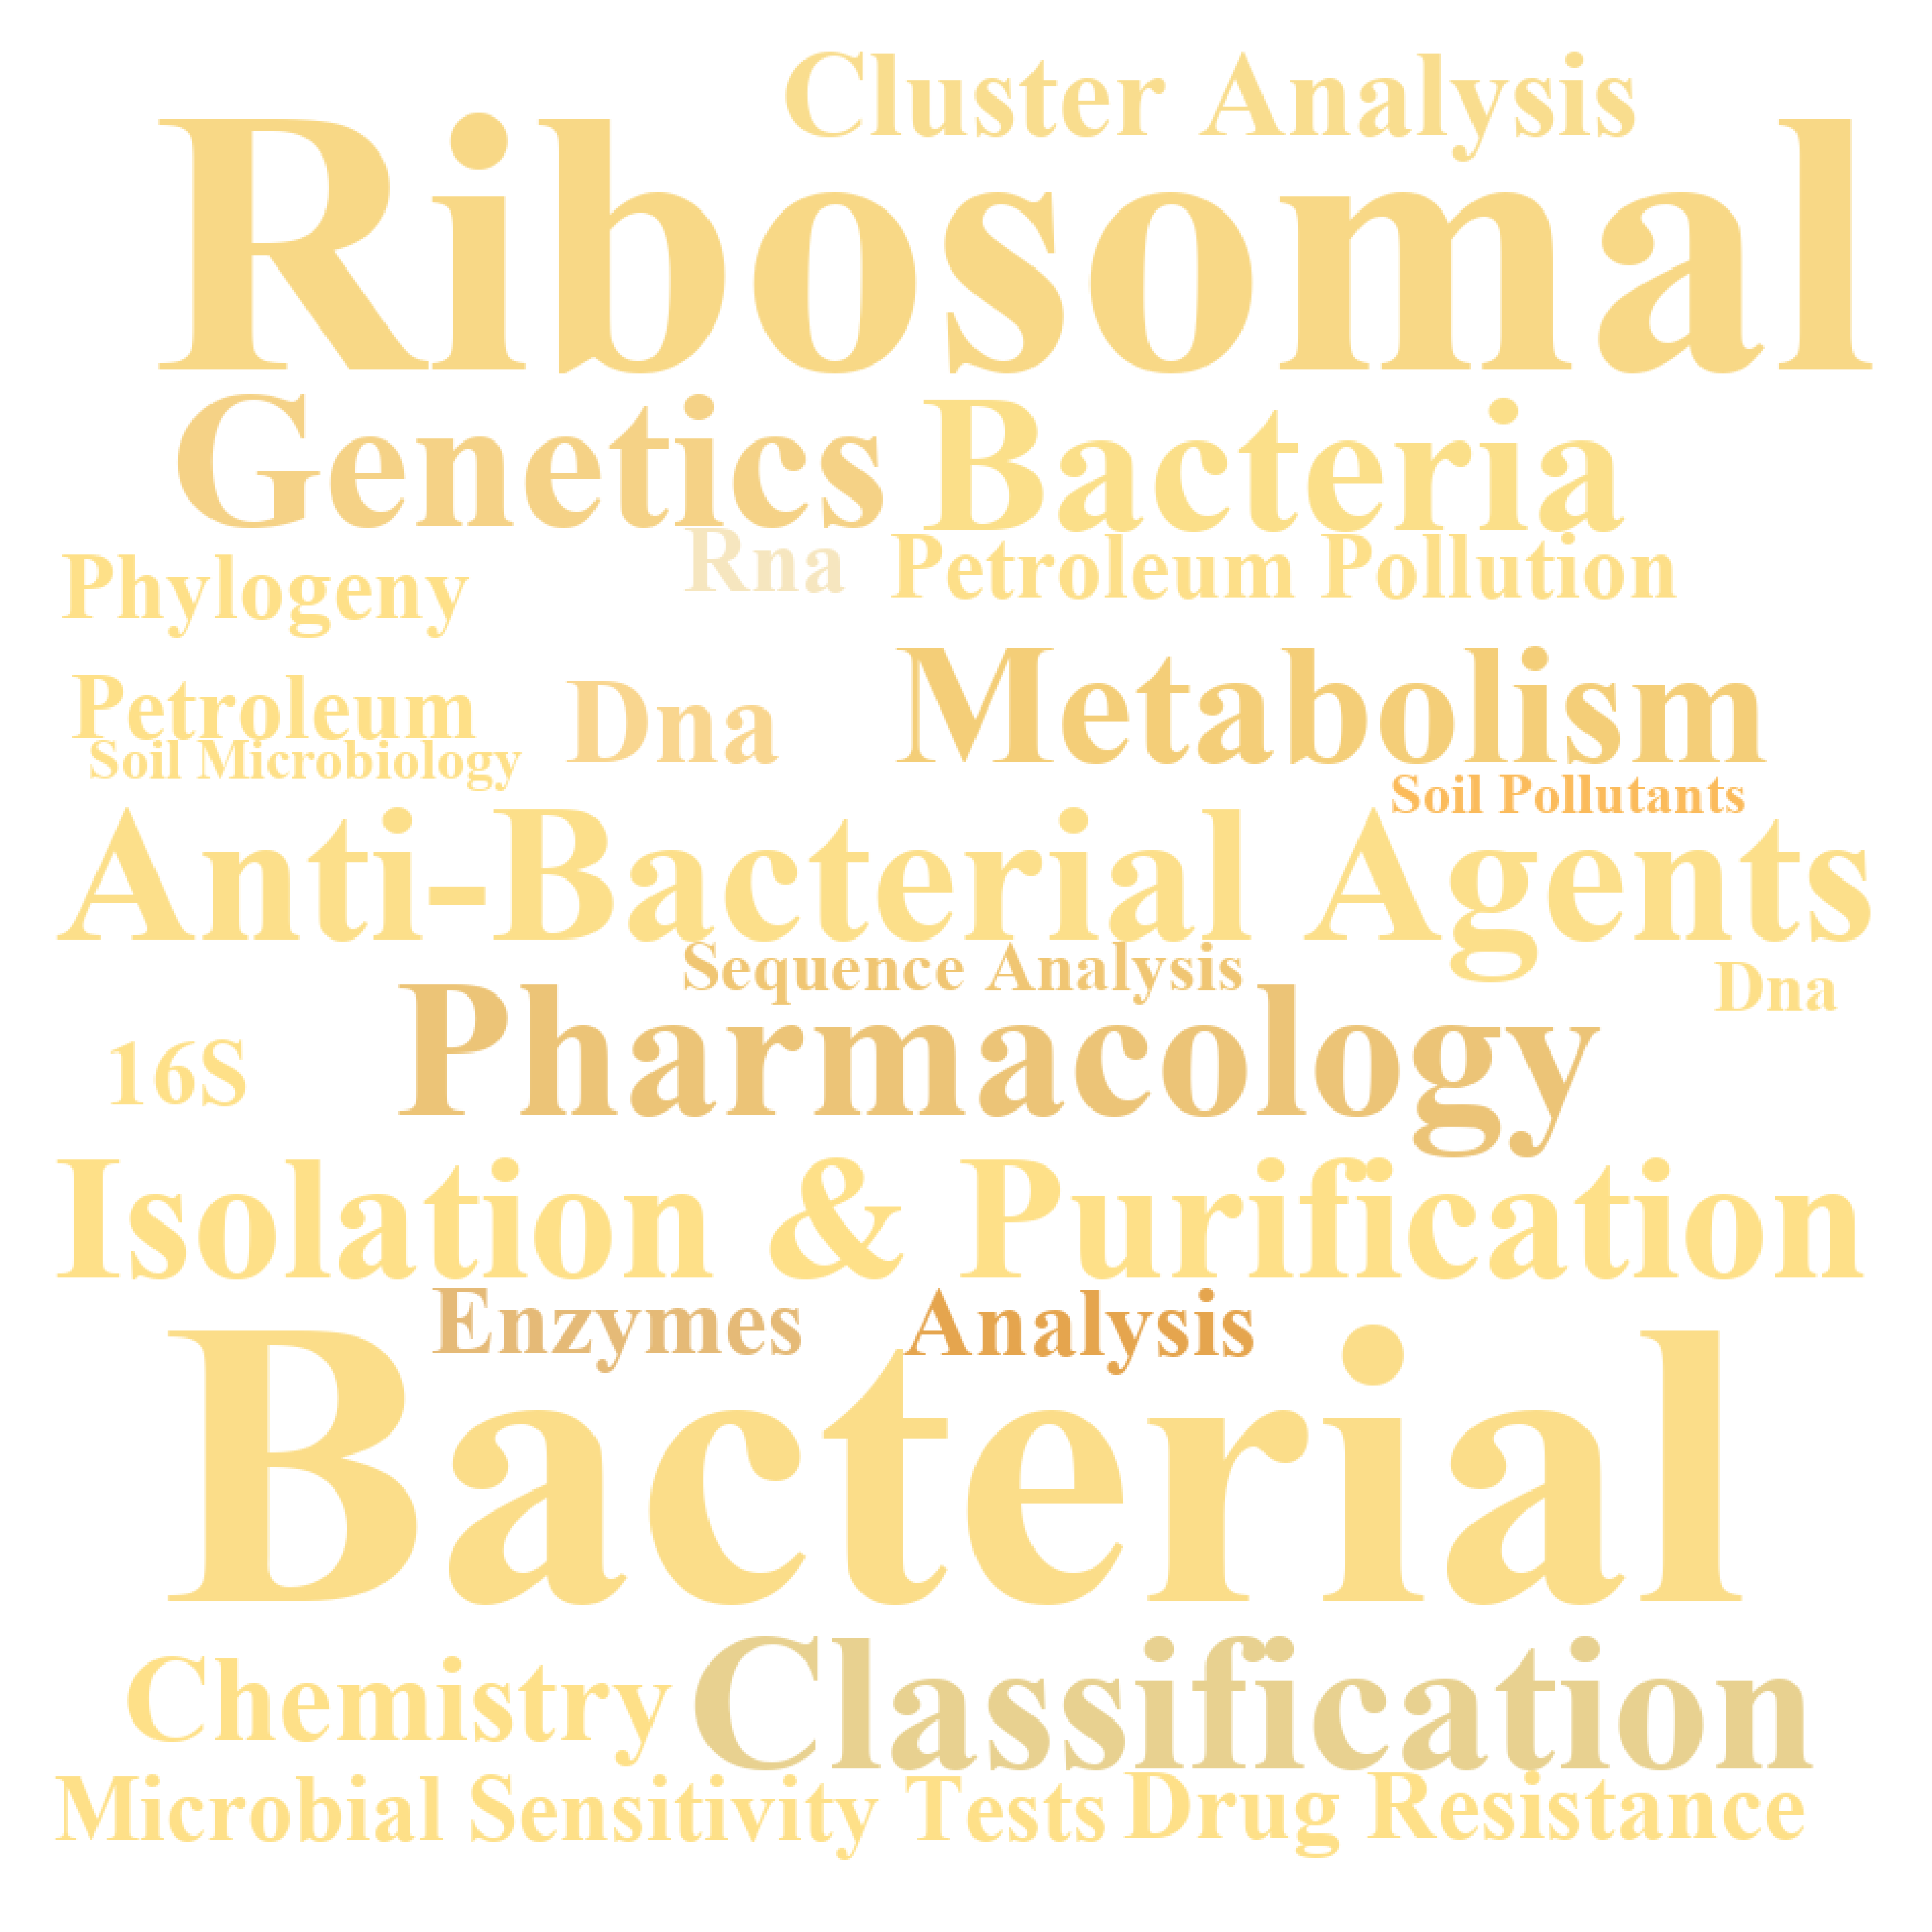 Cluster Analysis
Ribosomal
Genetics Bacteria
Phylogeny Rna Petroleum Pollution
Petroleum Dna Metabolism
Soil Microbiology Soil Pollutants
Anti-Bacterial Agents
Sequence Analysis Dna
16S Pharmacology
Isolation & Purification
Enzymes Analysis
Bacterial
Chemistry Classification
Microbial Sensitivity Tests Drug Resistance